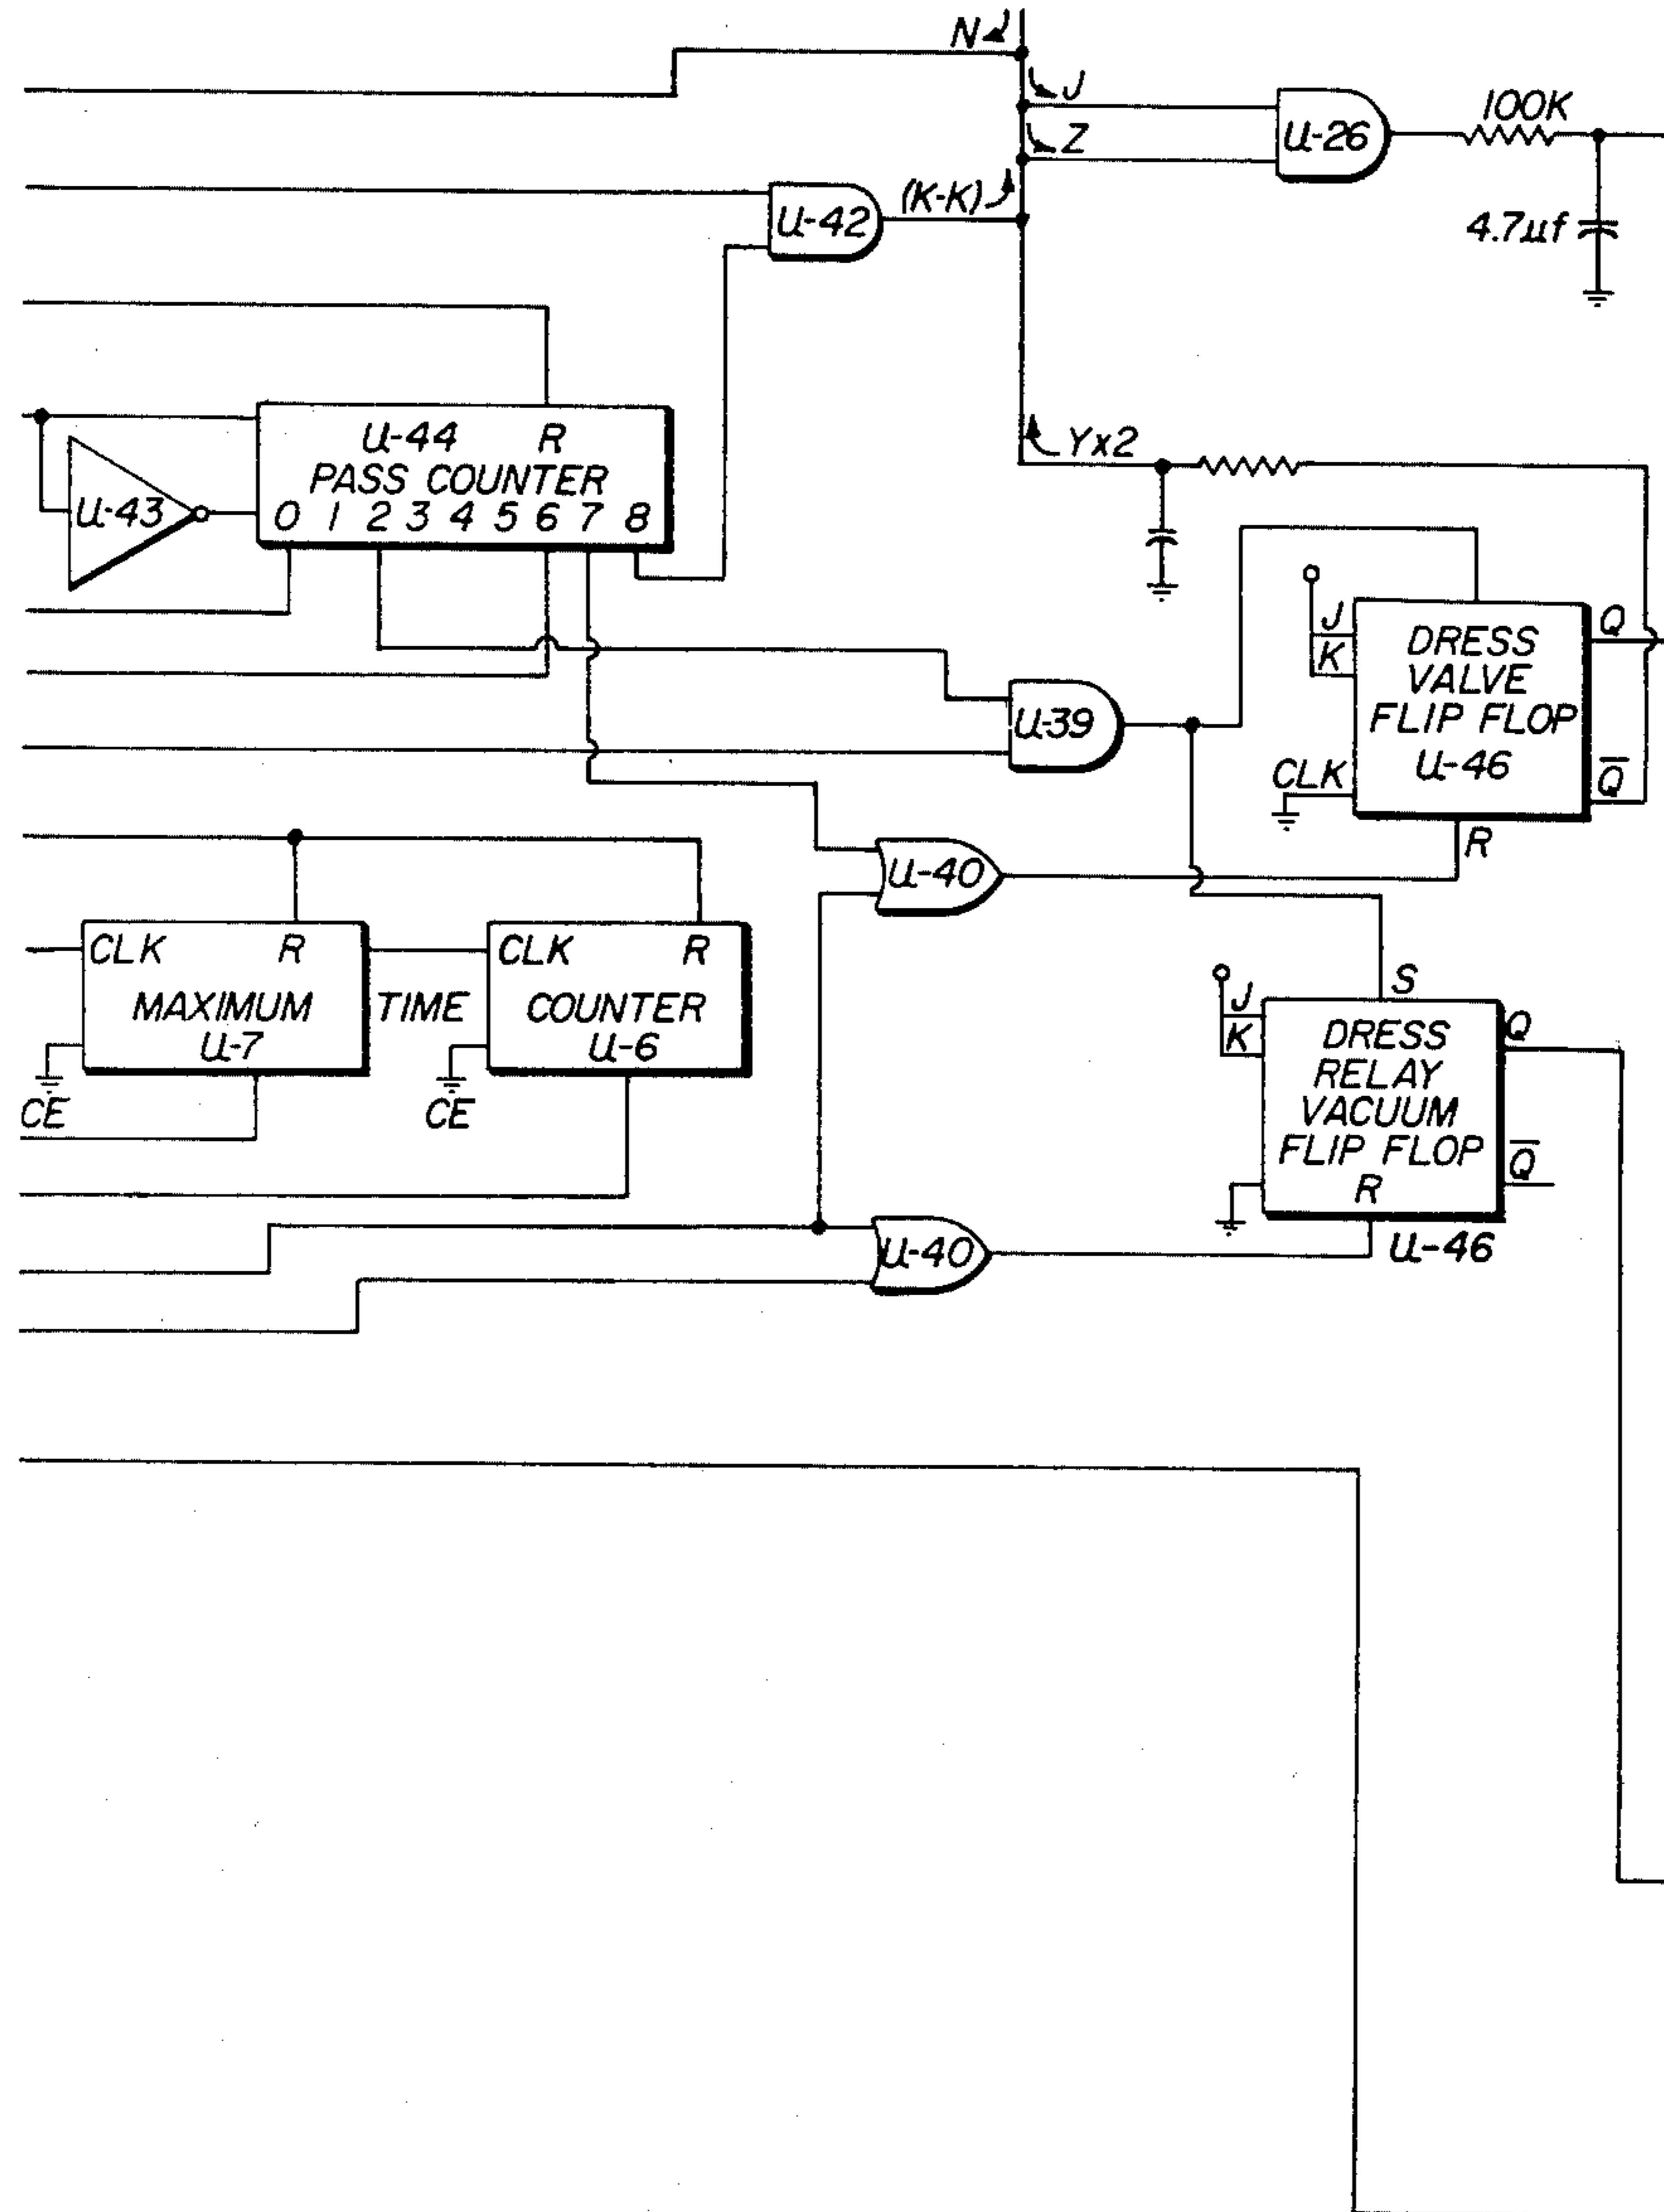 N
J
Z
U-26
100K
(K-K)
U-42
4.7µf
U-44 R
PASS COUNTER
0 1 2 3 4 5 6 7 8
U-43
Yx2
J
K
CLK
DRESS
VALVE
FLIP FLOP
U-46
Q
Q̅
R
U-39
U-40
CLK R
MAXIMUM
U-7
TIME
CLK R
COUNTER
U-6
CE
CE
S
J
K
DRESS
RELAY
VACUUM
FLIP FLOP
R
Q
Q̅
U-46
U-40